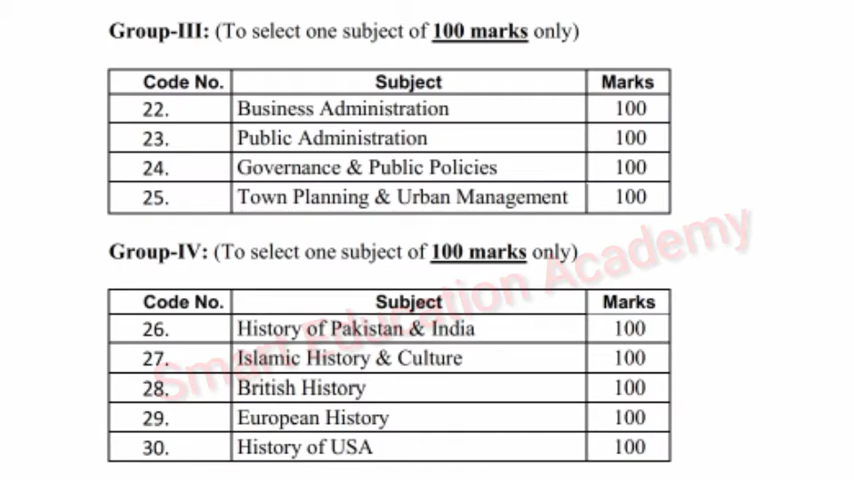 Group-III: (To select one subject of 100 marks only)
Code No. Subject Marks
22. Business Administration 100
23. Public Administration 100
24. Governance & Public Policies 100
25. Town Planning & Urban Management 100
Group-IV: (To select one subject of 100 marks only)
Code No. Subject Marks
26. History of Pakistan & India 100
27. Islamic History & Culture 100
28. British History 100
29. European History 100
30. History of USA 100
Smart Education Academy